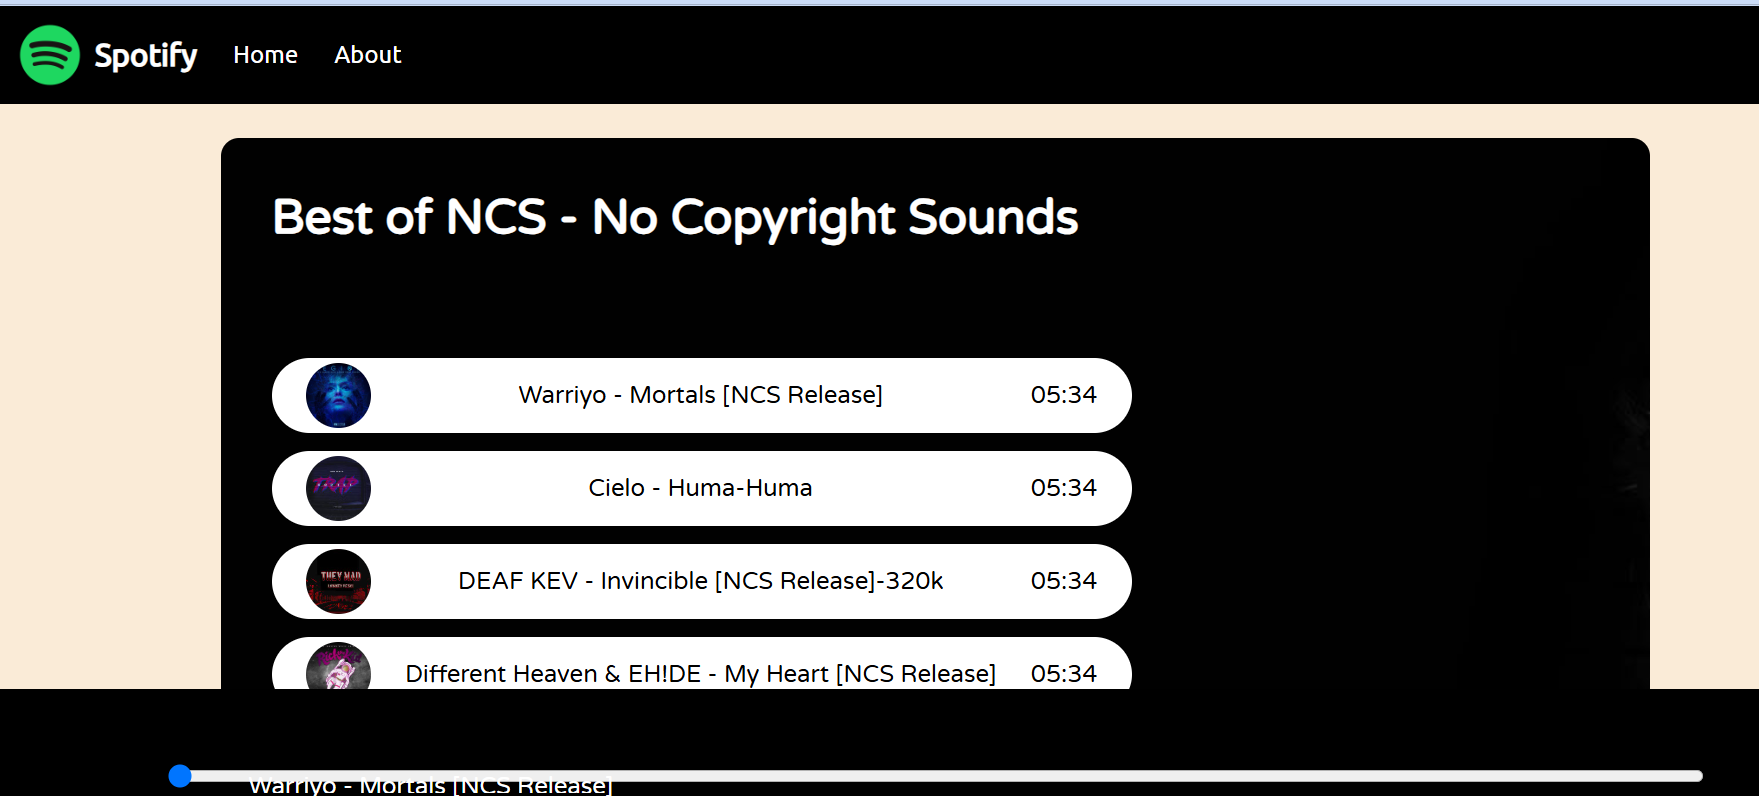 Spotify Home About
Best of NCS - No Copyright Sounds
Warriyo - Mortals [NCS Release] 05:34
Cielo - Huma-Huma 05:34
THEY MAD
DEAF KEV - Invincible [NCS Release]-320k 05:34
Different Heaven & EH!DE - My Heart [NCS Release] 05:34
Warriyo - Mortals [NCS Release]